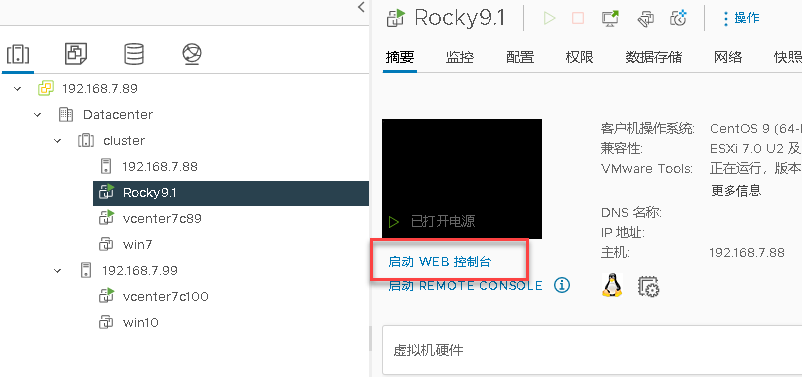 Rocky9.1
操作
摘要 监控 配置 权限 数据存储 网络 快照
192.168.7.89
Datacenter
cluster
192.168.7.88
Rocky9.1
vcenter7c89
win7
192.168.7.99
vcenter7c100
win10
已打开电源
启动 WEB 控制台
启动 REMOTE CONSOLE
客户机操作系统: CentOS 9 (64-
兼容性: ESXi 7.0 U2 及
VMware Tools: 正在运行，版本
更多信息
DNS 名称:
IP 地址:
主机: 192.168.7.88
虚拟机硬件